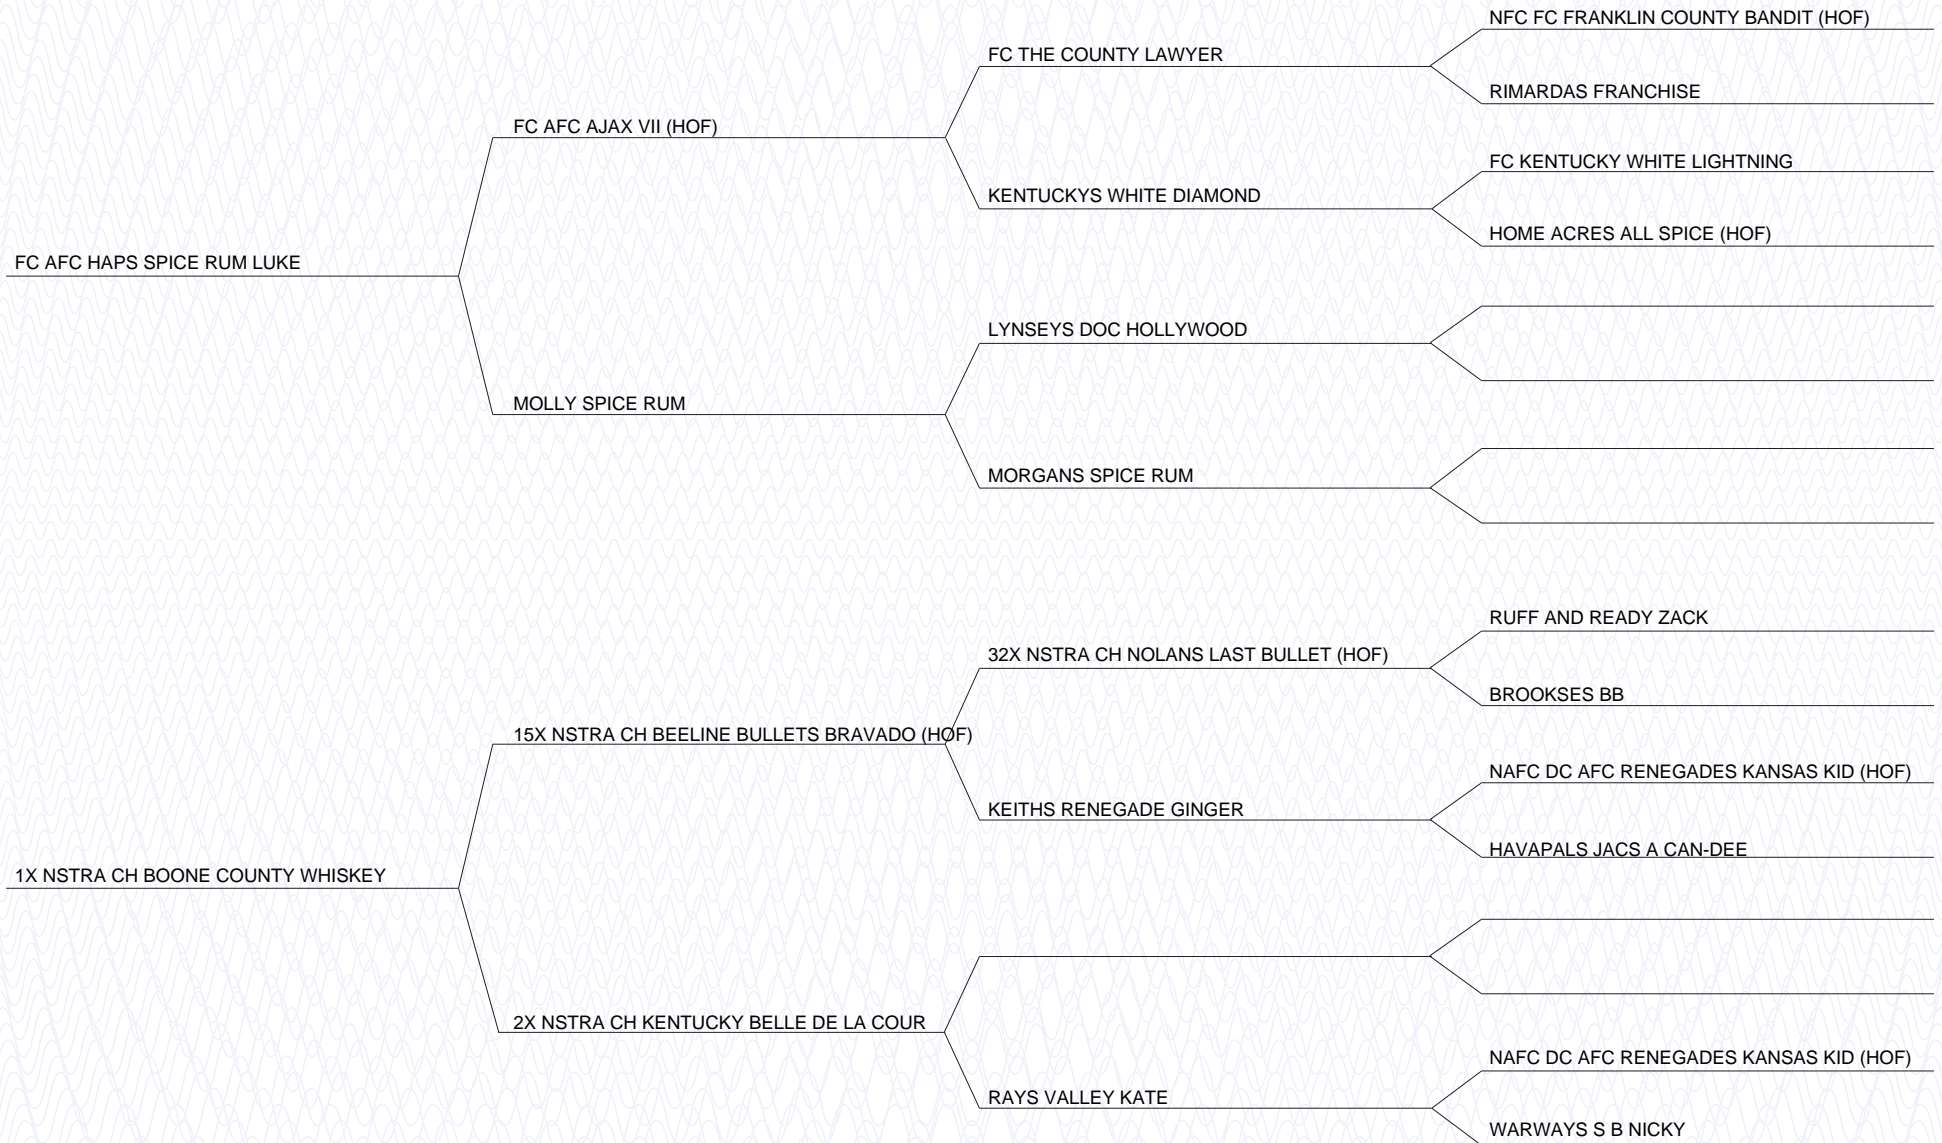 NFC FC FRANKLIN COUNTY BANDIT (HOF)
FC THE COUNTY LAWYER
RIMARDAS FRANCHISE
FC AFC AJAX VII (HOF)
FC KENTUCKY WHITE LIGHTNING
KENTUCKYS WHITE DIAMOND
HOME ACRES ALL SPICE (HOF)
FC AFC HAPS SPICE RUM LUKE
LYNSEYS DOC HOLLYWOOD
MOLLY SPICE RUM
MORGANS SPICE RUM
RUFF AND READY ZACK
32X NSTRA CH NOLANS LAST BULLET (HOF)
BROOKSES BB
15X NSTRA CH BEELINE BULLETS BRAVADO (HOF)
NAFC DC AFC RENEGADES KANSAS KID (HOF)
KEITHS RENEGADE GINGER
HAVAPALS JACS A CAN-DEE
1X NSTRA CH BOONE COUNTY WHISKEY
2X NSTRA CH KENTUCKY BELLE DE LA COUR
NAFC DC AFC RENEGADES KANSAS KID (HOF)
RAYS VALLEY KATE
WARWAYS S B NICKY